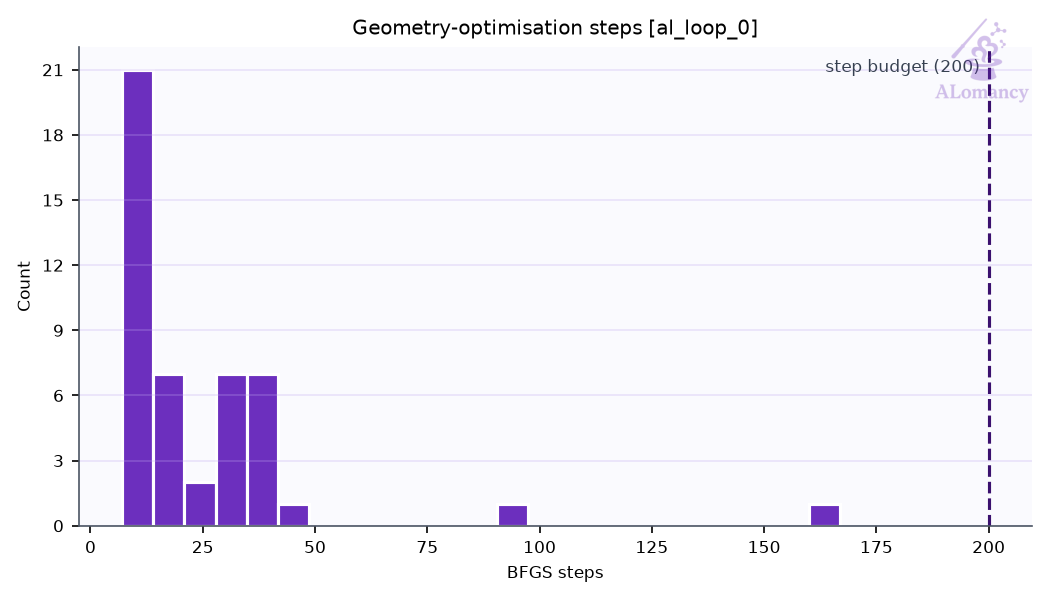 Geometry-optimisation steps [al_loop_0]
step budget (200)
ALomancy
21
18
15
12
9
6
3
0
Count
0 25 50 75 100 125 150 175 200
BFGS steps